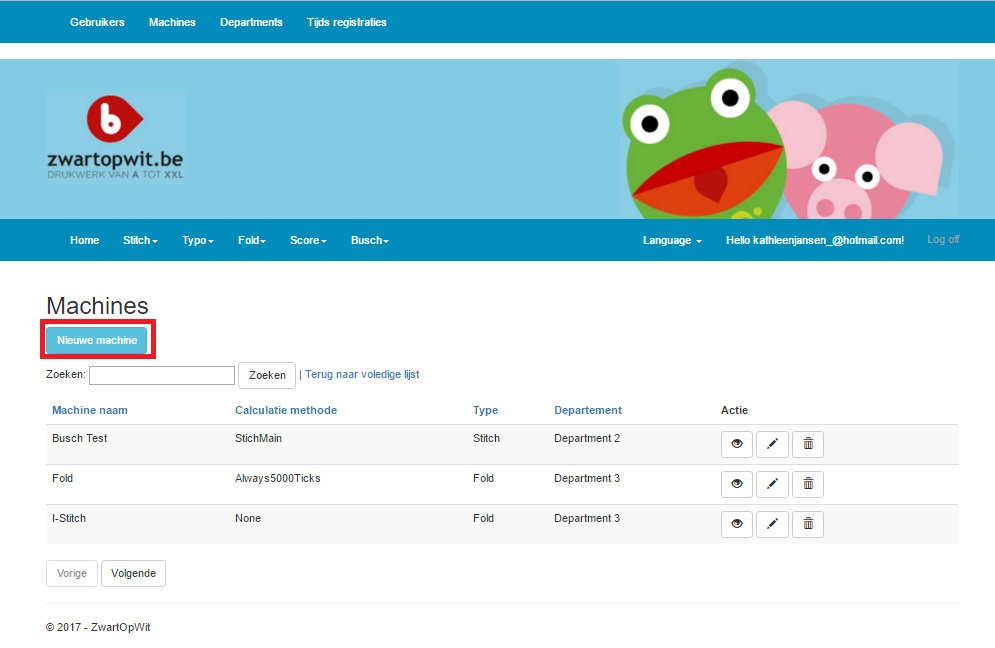 Gebruikers Machines Departments Tijds registraties
b
zwartopwit.be
DRUKWERK VAN A TOT XXL
Home Stitch Typo Fold Score Busch Language Hello kathleenjansen_@hotmail.com! Log off
Machines
Nieuwe machine
Zoeken: Zoeken | Terug naar voledige lijst
Machine naam Calculatie methode Type Departement Actie
Busch Test StichMain Stitch Department 2
Fold Always5000Ticks Fold Department 3
I-Stitch None Fold Department 3
Vorige Volgende
© 2017 - ZwartOpWit